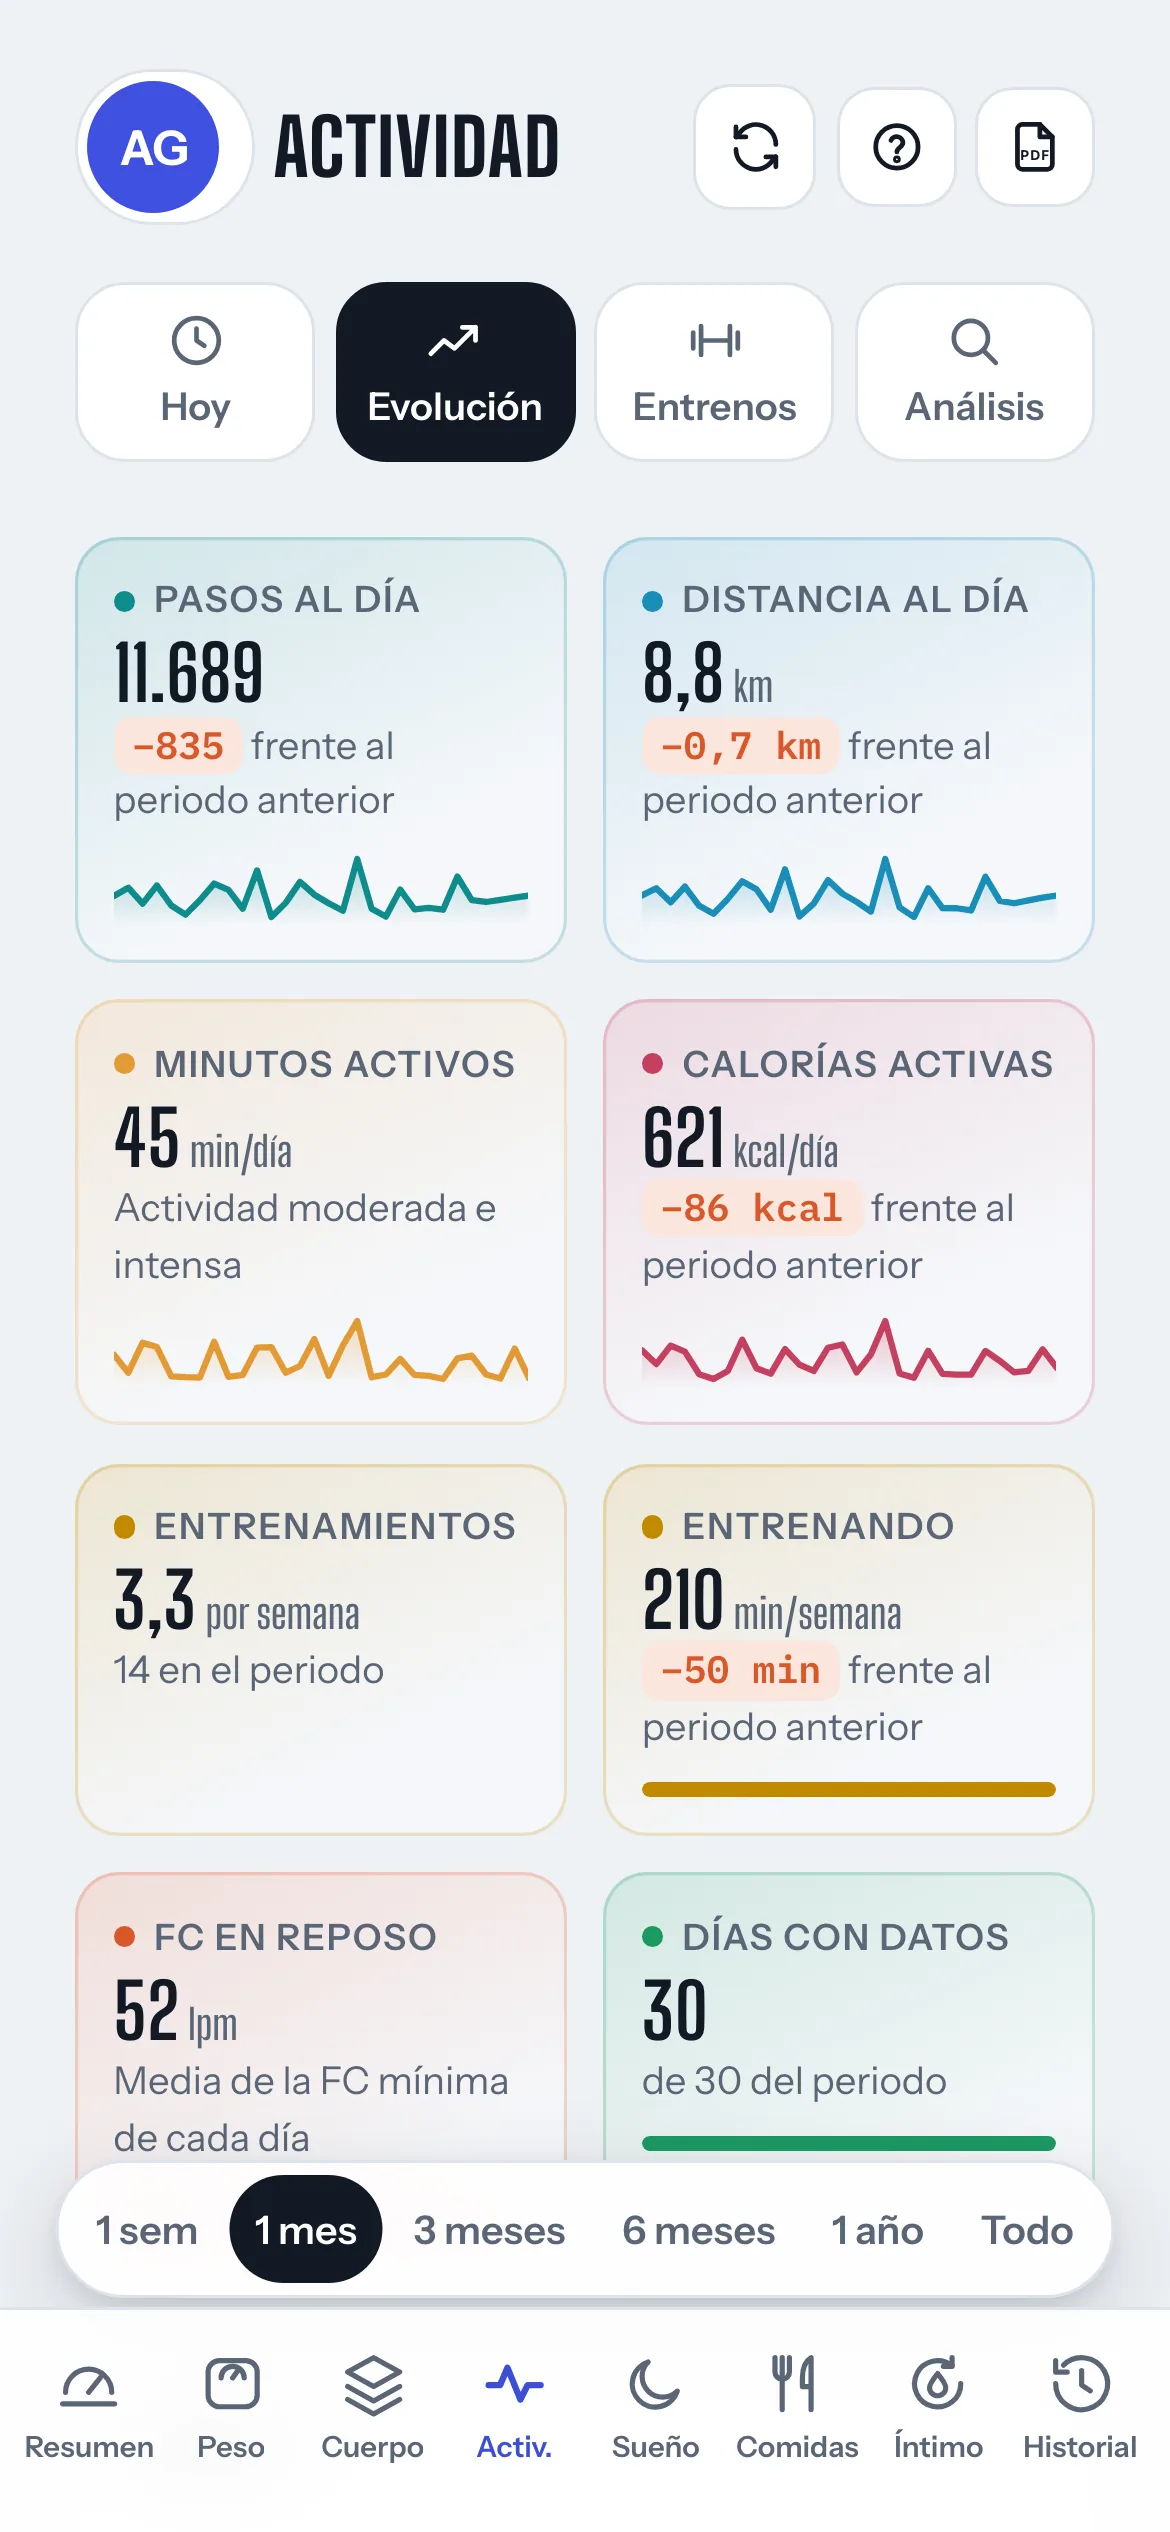 AG
ACTIVIDAD
PDF
Hoy
Evolución
Entrenos
Análisis
PASOS AL DÍA
11.689
−835 frente al
periodo anterior
DISTANCIA AL DÍA
8,8 km
−0,7 km frente al
periodo anterior
MINUTOS ACTIVOS
45 min/día
Actividad moderada e
intensa
CALORÍAS ACTIVAS
621 kcal/día
−86 kcal frente al
periodo anterior
ENTRENAMIENTOS
3,3 por semana
14 en el periodo
ENTRENANDO
210 min/semana
−50 min frente al
periodo anterior
FC EN REPOSO
52 lpm
Media de la FC mínima
de cada día
DÍAS CON DATOS
30
de 30 del periodo
1 sem
1 mes
3 meses
6 meses
1 año
Todo
Resumen
Peso
Cuerpo
Activ.
Sueño
Comidas
Íntimo
Historial